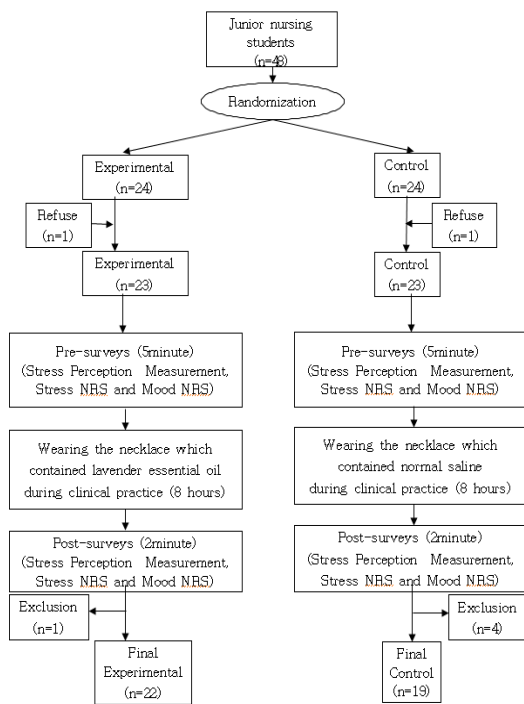 Junior nursing
students
(n=48)
Randomization
Experimental
(n=24)
Control
(n=24)
Refuse
(n=1)
Refuse
(n=1)
Experimental
(n=23)
Control
(n=23)
Pre-surveys (5minute)
(Stress Perception Measurement,
Stress NRS and Mood NRS)
Pre-surveys (5minute)
(Stress Perception Measurement,
Stress NRS and Mood NRS)
Wearing the necklace which
contained lavender essential oil
during clinical practice (8 hours)
Wearing the necklace which
contained normal saline
during clinical practice (8 hours)
Post-surveys (2minute)
(Stress Perception Measurement,
Stress NRS and Mood NRS)
Post-surveys (2minute)
(Stress Perception Measurement,
Stress NRS and Mood NRS)
Exclusion
(n=1)
Exclusion
(n=4)
Final
Experimental
(n=22)
Final
Control
(n=19)